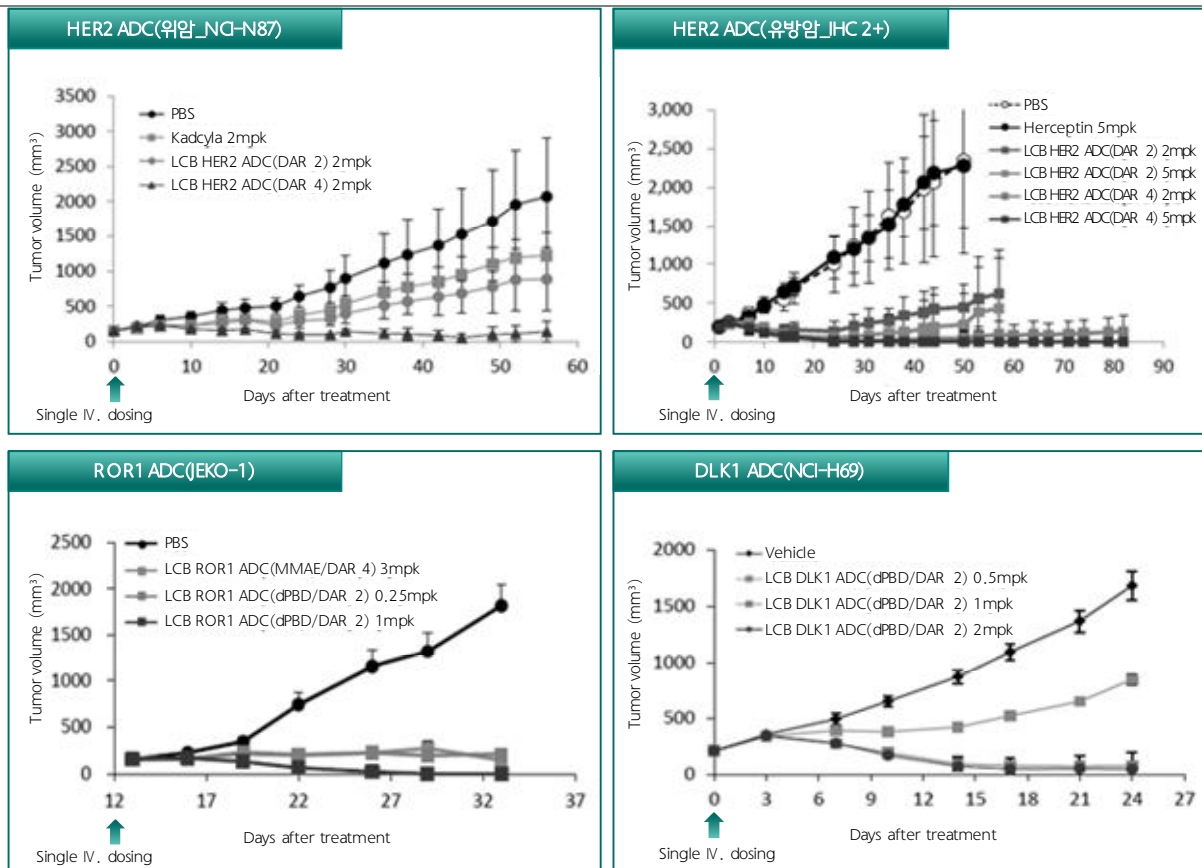 HER2 ADC(위암_NCI-N87)
3500
3000
2500
2000
1500
1000
500
0
Tumor volume (mm³)
PBS
Kadcyla 2mpk
LCB HER2 ADC(DAR 2) 2mpk
LCB HER2 ADC(DAR 4) 2mpk
0 10 20 30 40 50 60
Days after treatment
Single IV. dosing
HER2 ADC(유방암_IHC 2+)
3,000
2,500
2,000
1,500
1,000
500
0
Tumor volume (mm³)
PBS
Herceptin 5mpk
LCB HER2 ADC(DAR 2) 2mpk
LCB HER2 ADC(DAR 2) 5mpk
LCB HER2 ADC(DAR 4) 2mpk
LCB HER2 ADC(DAR 4) 5mpk
0 10 20 30 40 50 60 70 80 90
Days after treatment
Single IV. dosing
ROR1 ADC(JEKO-1)
2500
2000
1500
1000
500
0
Tumor volume (mm³)
PBS
LCB ROR1 ADC(MMAE/DAR 4) 3mpk
LCB ROR1 ADC(dPBD/DAR 2) 0.25mpk
LCB ROR1 ADC(dPBD/DAR 2) 1mpk
12 17 22 27 32 37
Days after treatment
Single IV. dosing
DLK1 ADC(NCI-H69)
2000
1500
1000
500
0
Tumor volume (mm³)
Vehicle
LCB DLK1 ADC(dPBD/DAR 2) 0.5mpk
LCB DLK1 ADC(dPBD/DAR 2) 1mpk
LCB DLK1 ADC(dPBD/DAR 2) 2mpk
0 3 6 9 12 15 18 21 24 27
Days after treatment
Single IV. dosing